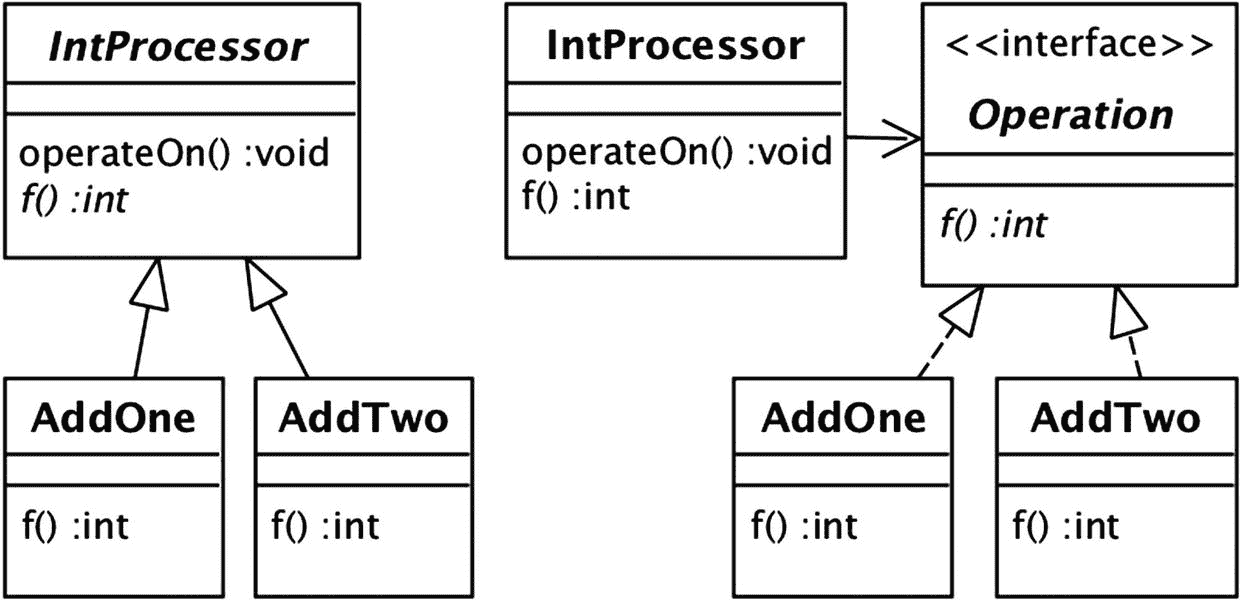 IntProcessor
operateOn() :void
f() :int
AddOne
f() :int
AddTwo
f() :int
IntProcessor
operateOn() :void
f() :int
<<interface>>
Operation
f() :int
AddOne
f() :int
AddTwo
f() :int